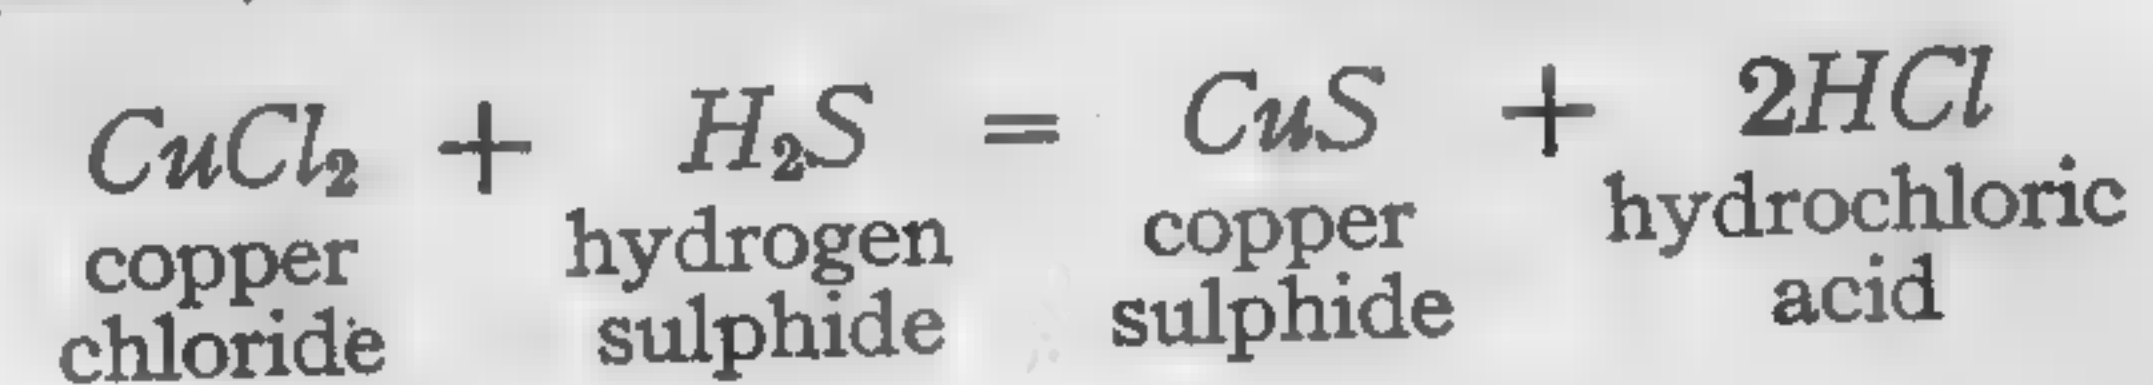 CuCl₂ + H₂S = CuS + 2HCl
copper hydrogen copper hydrochloric
chloride sulphide sulphide acid